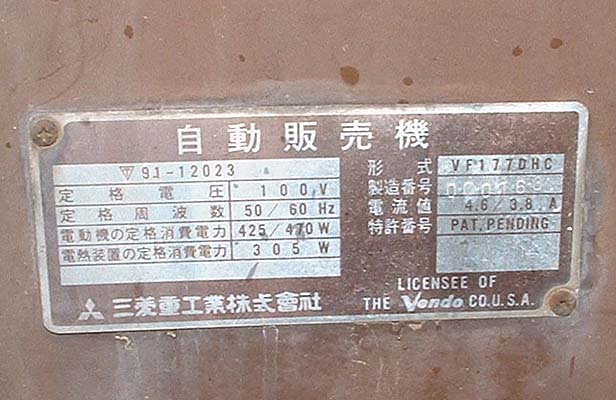 自動販売機
▽ 91-12023
定格電圧 100V
定格周波数 50/60 Hz
電動機の定格消費電力 425/470W
電熱装置の定格消費電力 305W
形式 VF177DHC
製造番号
電流値 4.6/3.8.A
特許番号 PAT.PENDING
三菱重工業株式會社
LICENSEE OF
THE Vendo CO.U.S.A.